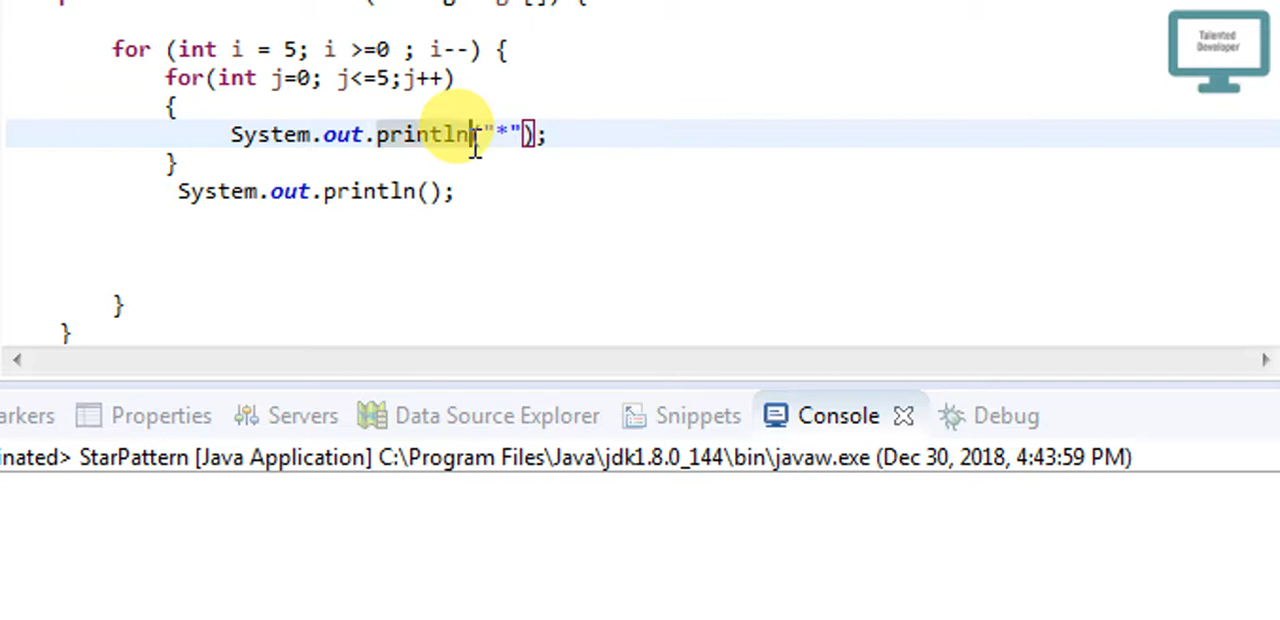 Talented
Developer
for (int i = 5; i >=0 ; i--) {
for(int j=0; j<=5;j++)
{
System.out.println("*");
}
System.out.println();
}
}
arkers Properties Servers Data Source Explorer Snippets Console Debug
inated> StarPattern [Java Application] C:\Program Files\Java\jdk1.8.0_144\bin\javaw.exe (Dec 30, 2018, 4:43:59 PM)